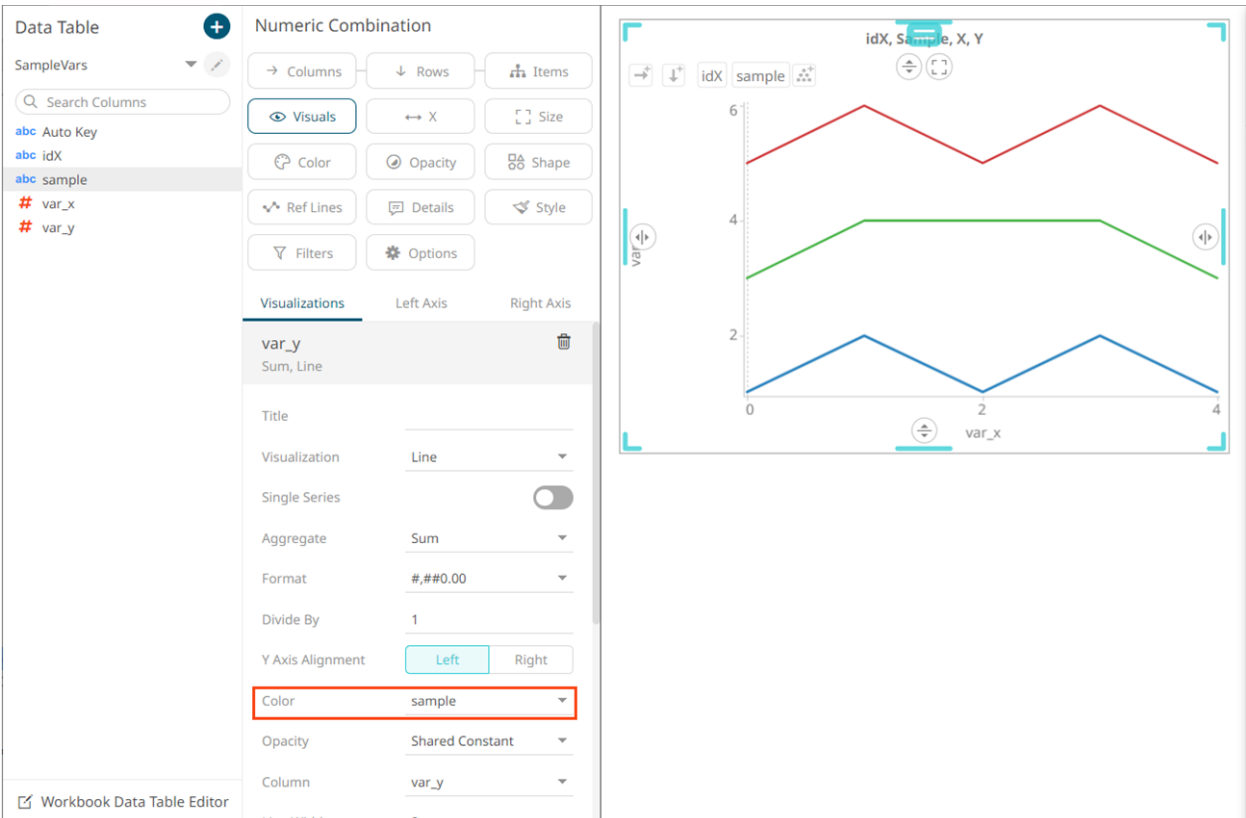 Data Table
SampleVars
Search Columns
abc Auto Key
abc idX
abc sample
# var_x
# var_y
Workbook Data Table Editor
Numeric Combination
Columns
Rows
Items
Visuals
X
Size
Color
Opacity
Shape
Ref Lines
Details
Style
Filters
Options
Visualizations
Left Axis
Right Axis
var_y
Sum, Line
Title
Visualization Line
Single Series
Aggregate Sum
Format #,##0.00
Divide By 1
Y Axis Alignment Left Right
Color sample
Opacity Shared Constant
Column var_y
idX, Sample, X, Y
idX sample
6
4
2
0 2 4
var_x